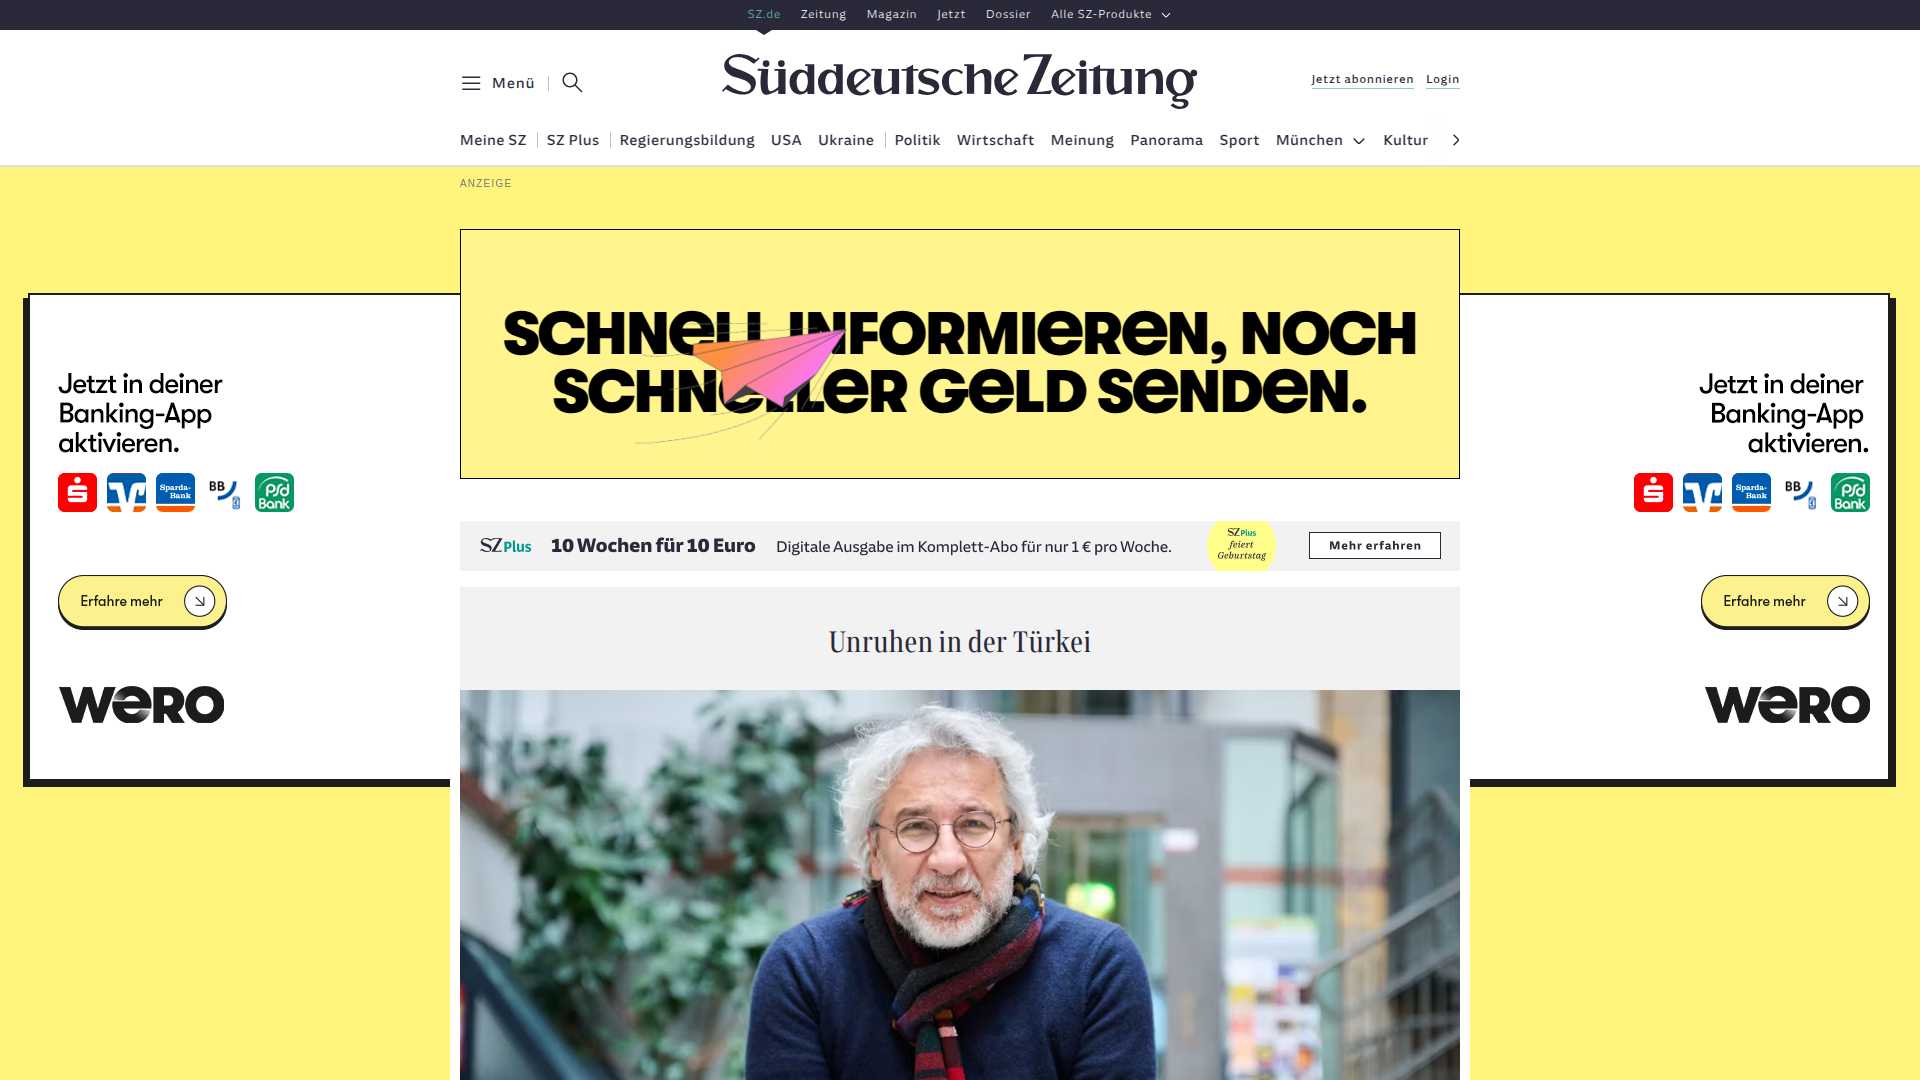 SZ.de Zeitung Magazin Jetzt Dossier Alle SZ-Produkte
Menü
Süddeutsche Zeitung
Jetzt abonnieren Login
Meine SZ SZ Plus Regierungsbildung USA Ukraine Politik Wirtschaft Meinung Panorama Sport München Kultur
ANZEIGE
SCHNELL INFORMIEREN, NOCH
SCHNELLER GELD SENDEN.
Jetzt in deiner
Banking-App
aktivieren.
Sparda-
Bank
BB
psd
Bank
Erfahre mehr
wero
Jetzt in deiner
Banking-App
aktivieren.
Sparda-
Bank
BB
psd
Bank
Erfahre mehr
wero
SZ Plus 10 Wochen für 10 Euro Digitale Ausgabe im Komplett-Abo für nur 1 € pro Woche.
SZ Plus
feiert
Geburtstag
Mehr erfahren
Unruhen in der Türkei